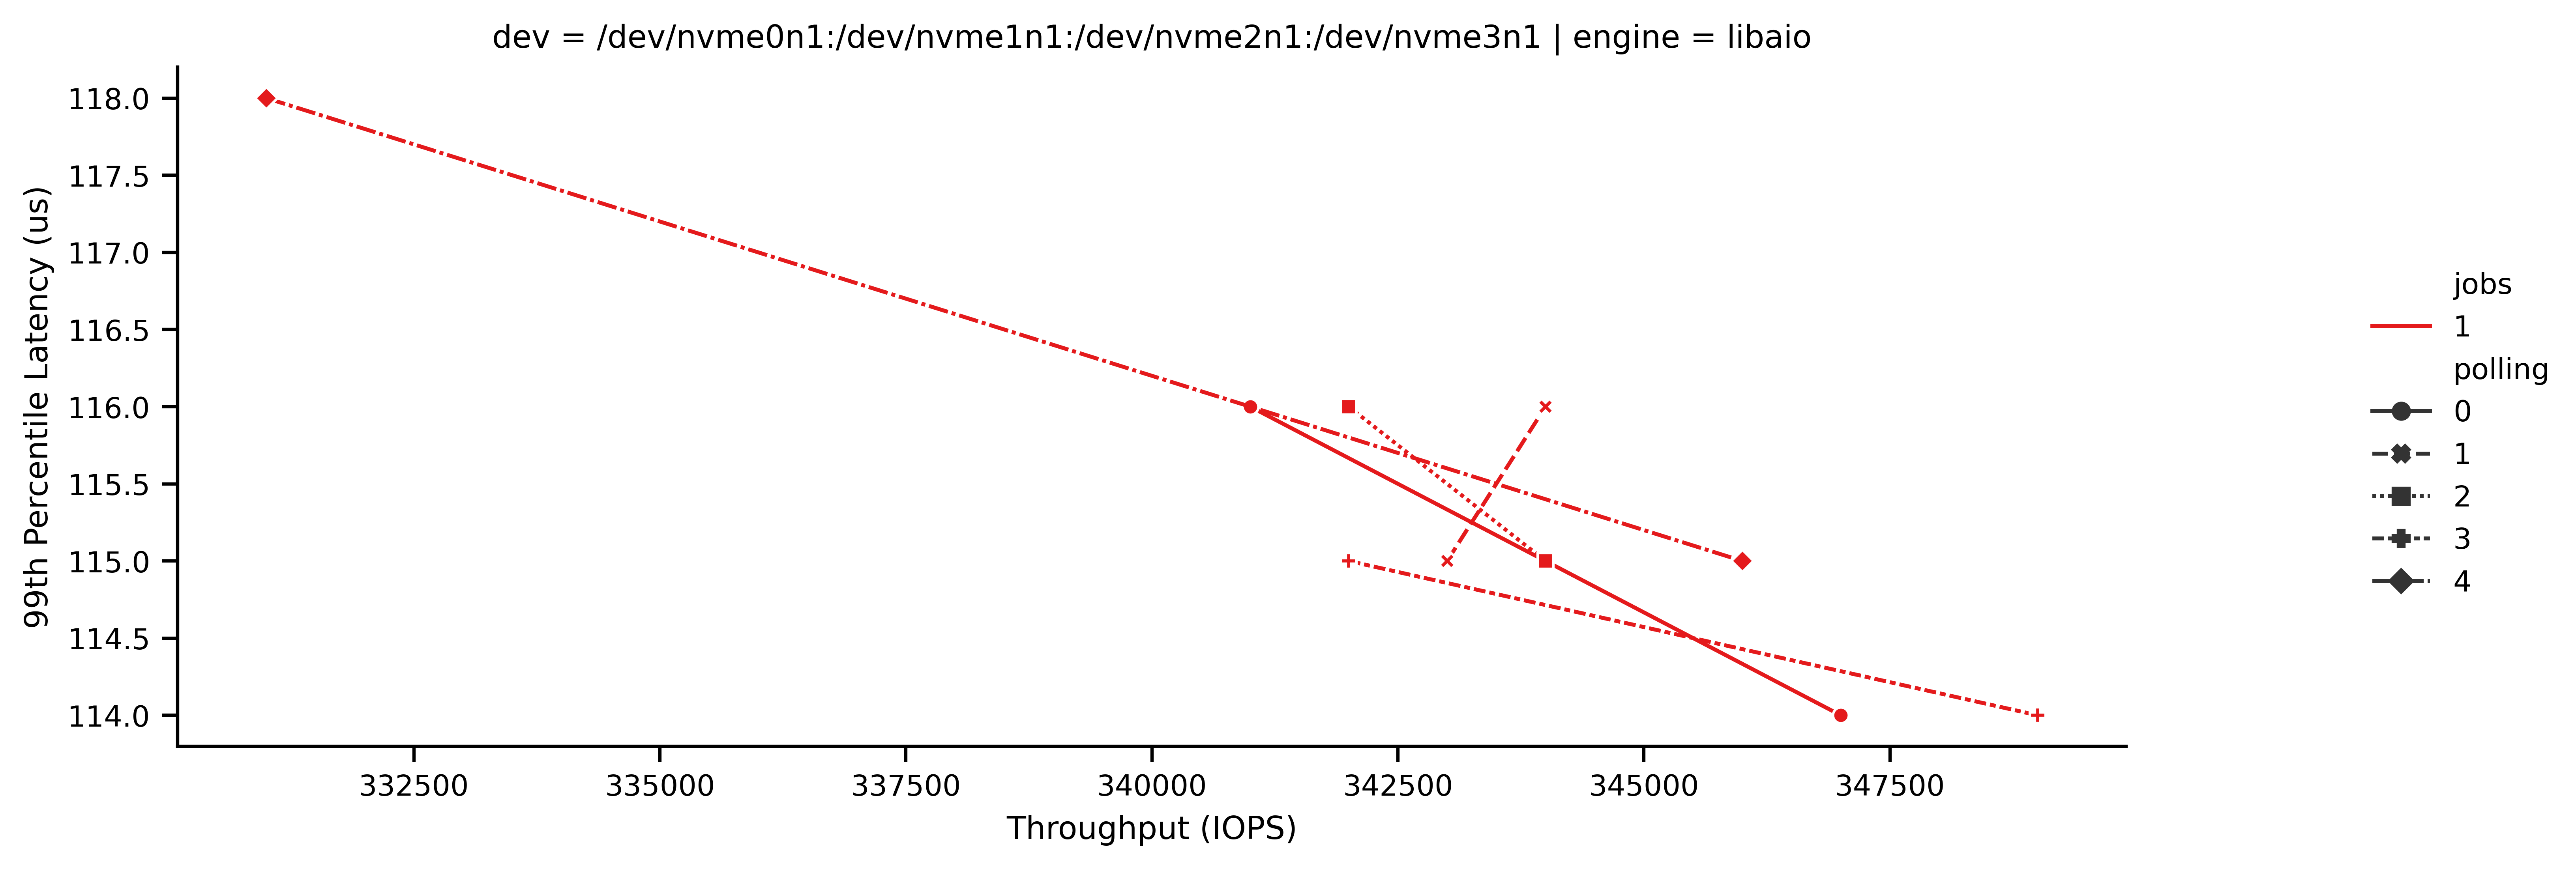 dev = /dev/nvme0n1:/dev/nvme1n1:/dev/nvme2n1:/dev/nvme3n1 | engine = libaio
99th Percentile Latency (us)
118.0
117.5
117.0
116.5
116.0
115.5
115.0
114.5
114.0
332500 335000 337500 340000 342500 345000 347500
Throughput (IOPS)
jobs
1
polling
0
1
2
3
4